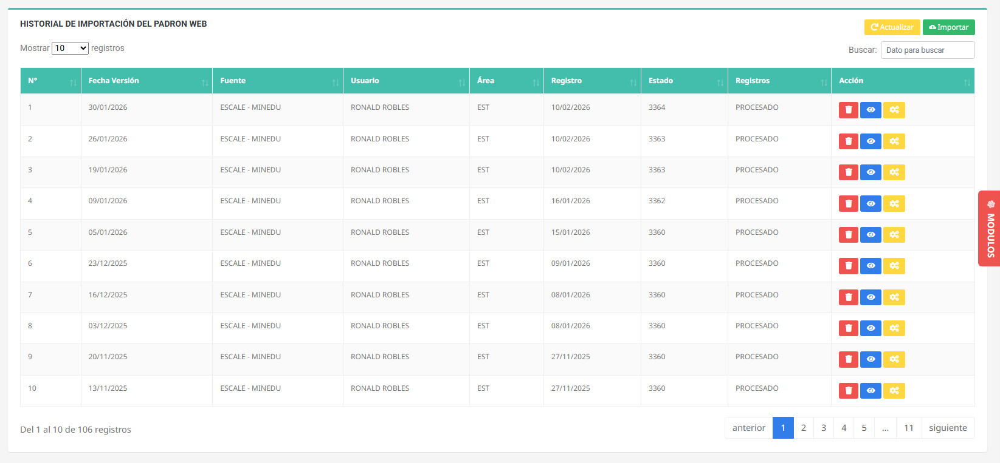 HISTORIAL DE IMPORTACIÓN DEL PADRON WEB
Actualizar Importar
Mostrar 10 registros
Buscar: Dato para buscar
N° Fecha Versión Fuente Usuario Área Registro Estado Registros Acción
1 30/01/2026 ESCALE - MINEDU RONALD ROBLES EST 10/02/2026 3364 PROCESADO
2 26/01/2026 ESCALE - MINEDU RONALD ROBLES EST 10/02/2026 3363 PROCESADO
3 19/01/2026 ESCALE - MINEDU RONALD ROBLES EST 10/02/2026 3363 PROCESADO
4 09/01/2026 ESCALE - MINEDU RONALD ROBLES EST 16/01/2026 3362 PROCESADO
5 05/01/2026 ESCALE - MINEDU RONALD ROBLES EST 15/01/2026 3360 PROCESADO
6 23/12/2025 ESCALE - MINEDU RONALD ROBLES EST 09/01/2026 3360 PROCESADO
7 16/12/2025 ESCALE - MINEDU RONALD ROBLES EST 08/01/2026 3360 PROCESADO
8 03/12/2025 ESCALE - MINEDU RONALD ROBLES EST 08/01/2026 3360 PROCESADO
9 20/11/2025 ESCALE - MINEDU RONALD ROBLES EST 27/11/2025 3360 PROCESADO
10 13/11/2025 ESCALE - MINEDU RONALD ROBLES EST 27/11/2025 3360 PROCESADO
MODULOS
Del 1 al 10 de 106 registros
anterior 1 2 3 4 5 ... 11 siguiente